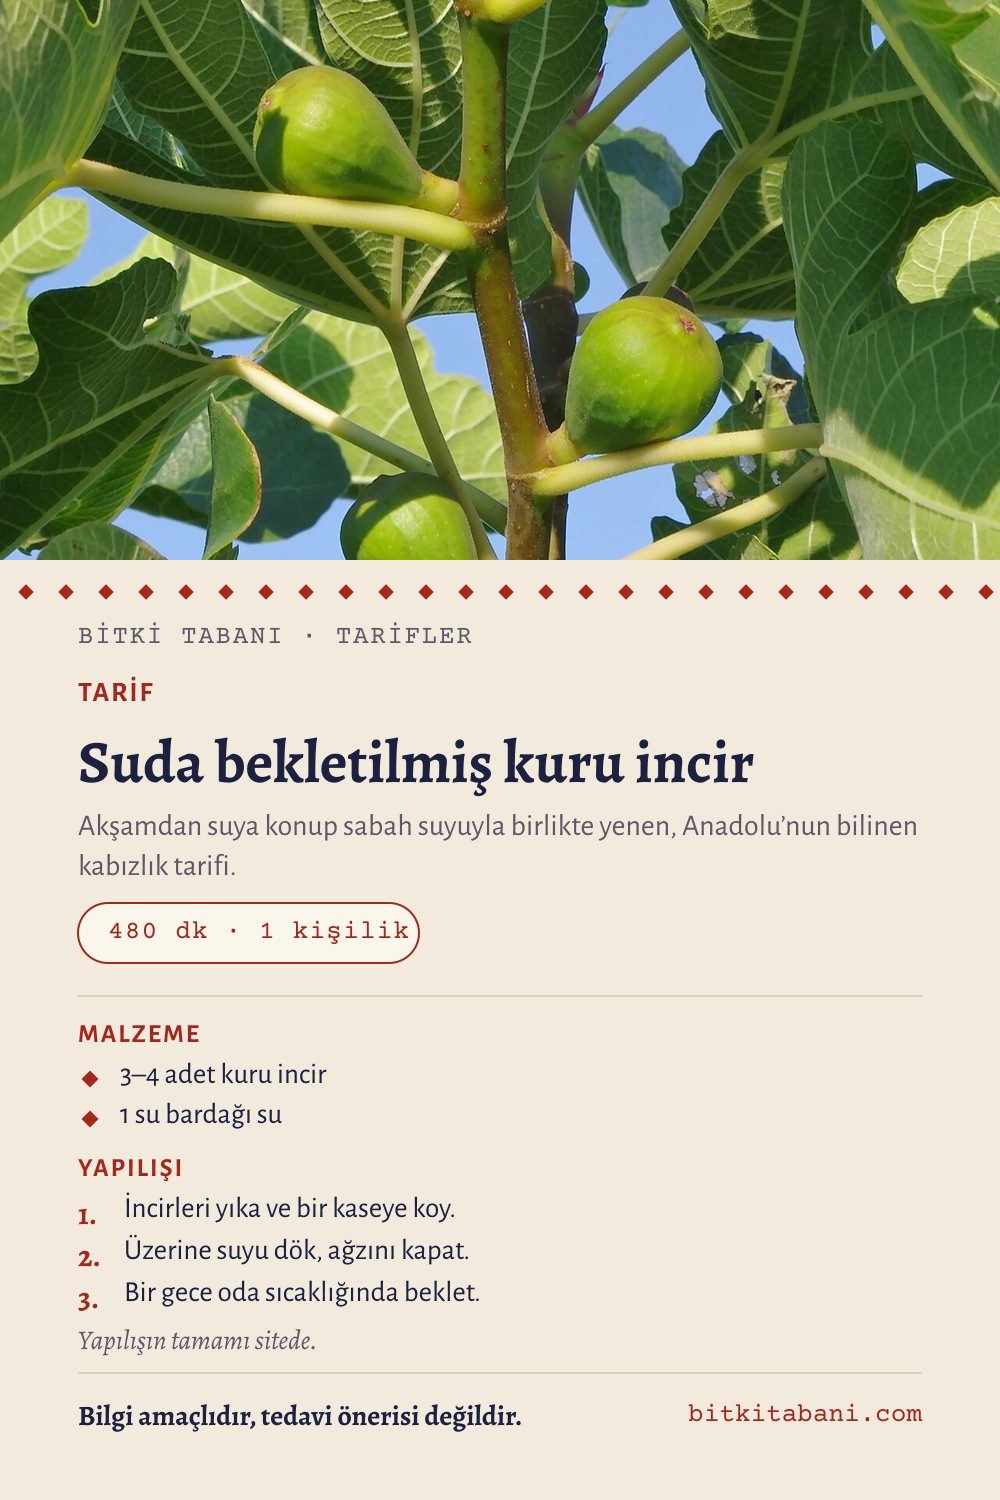 BİTKİ TABANI · TARİFLER
TARİF
Suda bekletilmiş kuru incir
Akşamdan suya konup sabah suyuyla birlikte yenen, Anadolu’nun bilinen
kabızlık tarifi.
480 dk · 1 kişilik
MALZEME
◆ 3–4 adet kuru incir
◆ 1 su bardağı su
YAPILIŞI
1. İncirleri yıka ve bir kaseye koy.
2. Üzerine suyu dök, ağzını kapat.
3. Bir gece oda sıcaklığında beklet.
Yapılışın tamamı sitede.
Bilgi amaçlıdır, tedavi önerisi değildir.
bitkitabani.com